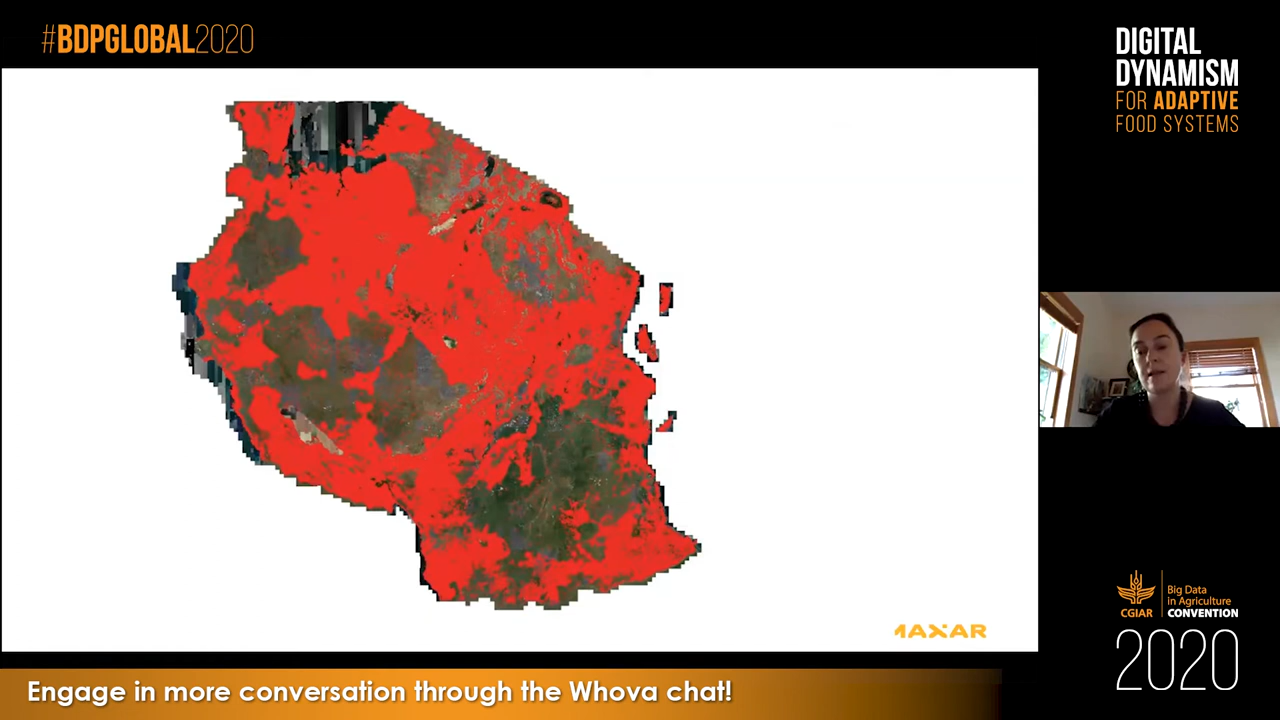 #BDPGLOBAL2020
DIGITAL
DYNAMISM
FOR ADAPTIVE
FOOD SYSTEMS
MAXAR
CGIAR
Big Data
in Agriculture
CONVENTION
2020
Engage in more conversation through the Whova chat!